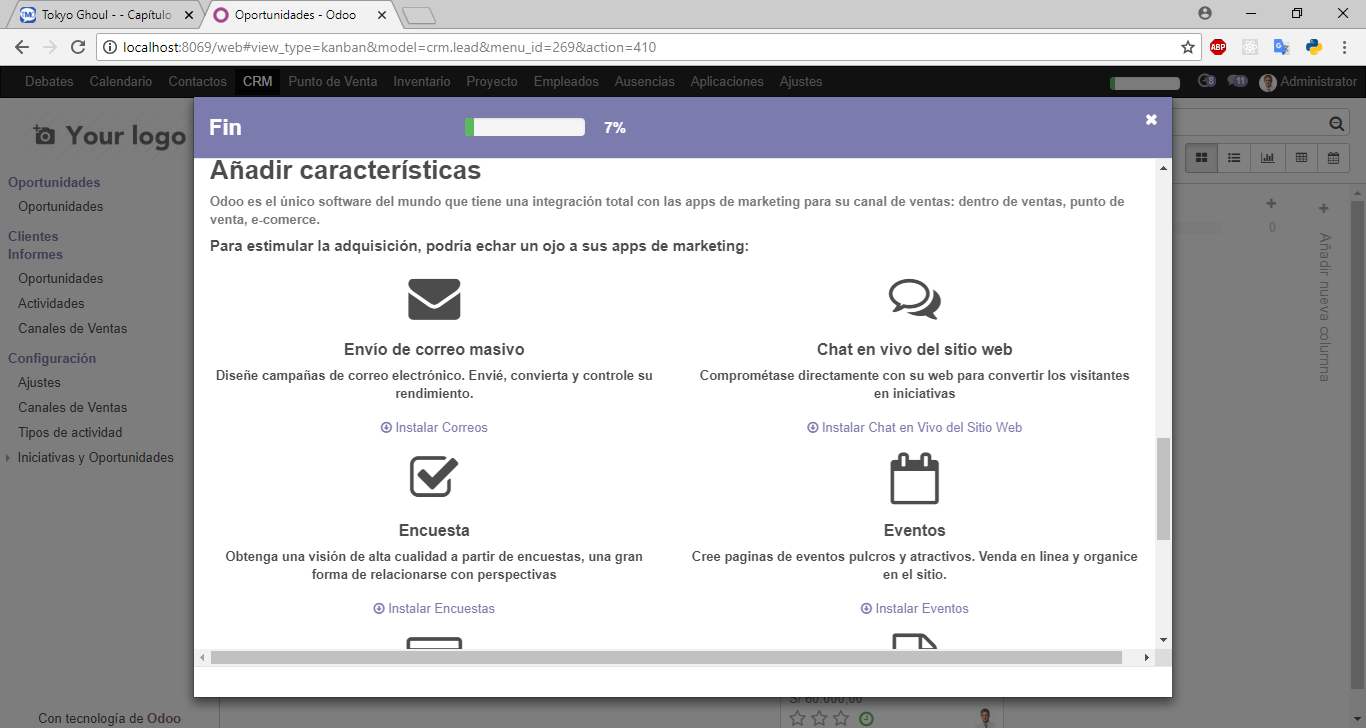 Tokyo Ghoul - - Capítulo
Oportunidades - Odoo
localhost:8069/web#view_type=kanban&model=crm.lead&menu_id=269&action=410
ABP
Debates Calendario Contactos CRM Punto de Venta Inventario Proyecto Empleados Ausencias Aplicaciones Ajustes
8 11 Administrator
Your logo
Oportunidades
Oportunidades
Clientes
Informes
Oportunidades
Actividades
Canales de Ventas
Configuración
Ajustes
Canales de Ventas
Tipos de actividad
Iniciativas y Oportunidades
Con tecnología de Odoo
Fin
7%
Añadir características
Odoo es el único software del mundo que tiene una integración total con las apps de marketing para su canal de ventas: dentro de ventas, punto de
venta, e-comerce.
Para estimular la adquisición, podría echar un ojo a sus apps de marketing:
Envío de correo masivo
Diseñe campañas de correo electrónico. Envié, convierta y controle su
rendimiento.
Instalar Correos
Chat en vivo del sitio web
Comprométase directamente con su web para convertir los visitantes
en iniciativas
Instalar Chat en Vivo del Sitio Web
Encuesta
Obtenga una visión de alta cualidad a partir de encuestas, una gran
forma de relacionarse con perspectivas
Instalar Encuestas
Eventos
Cree paginas de eventos pulcros y atractivos. Venda en linea y organice
en el sitio.
Instalar Eventos
0
Añadir nueva columna
S/ 60.000,00